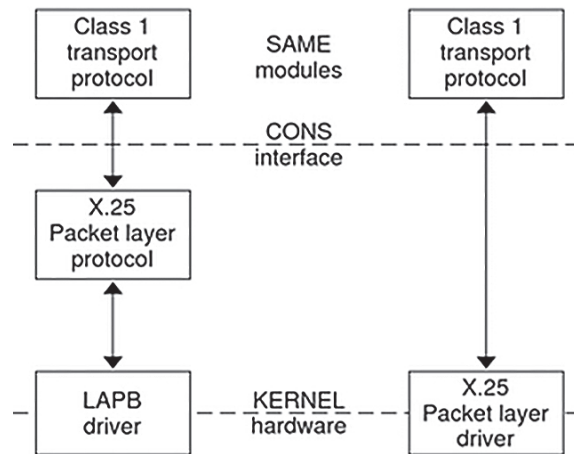 Class 1
transport
protocol
SAME
modules
Class 1
transport
protocol
CONS
interface
X.25
Packet layer
protocol
LAPB
driver
KERNEL
hardware
X.25
Packet layer
driver